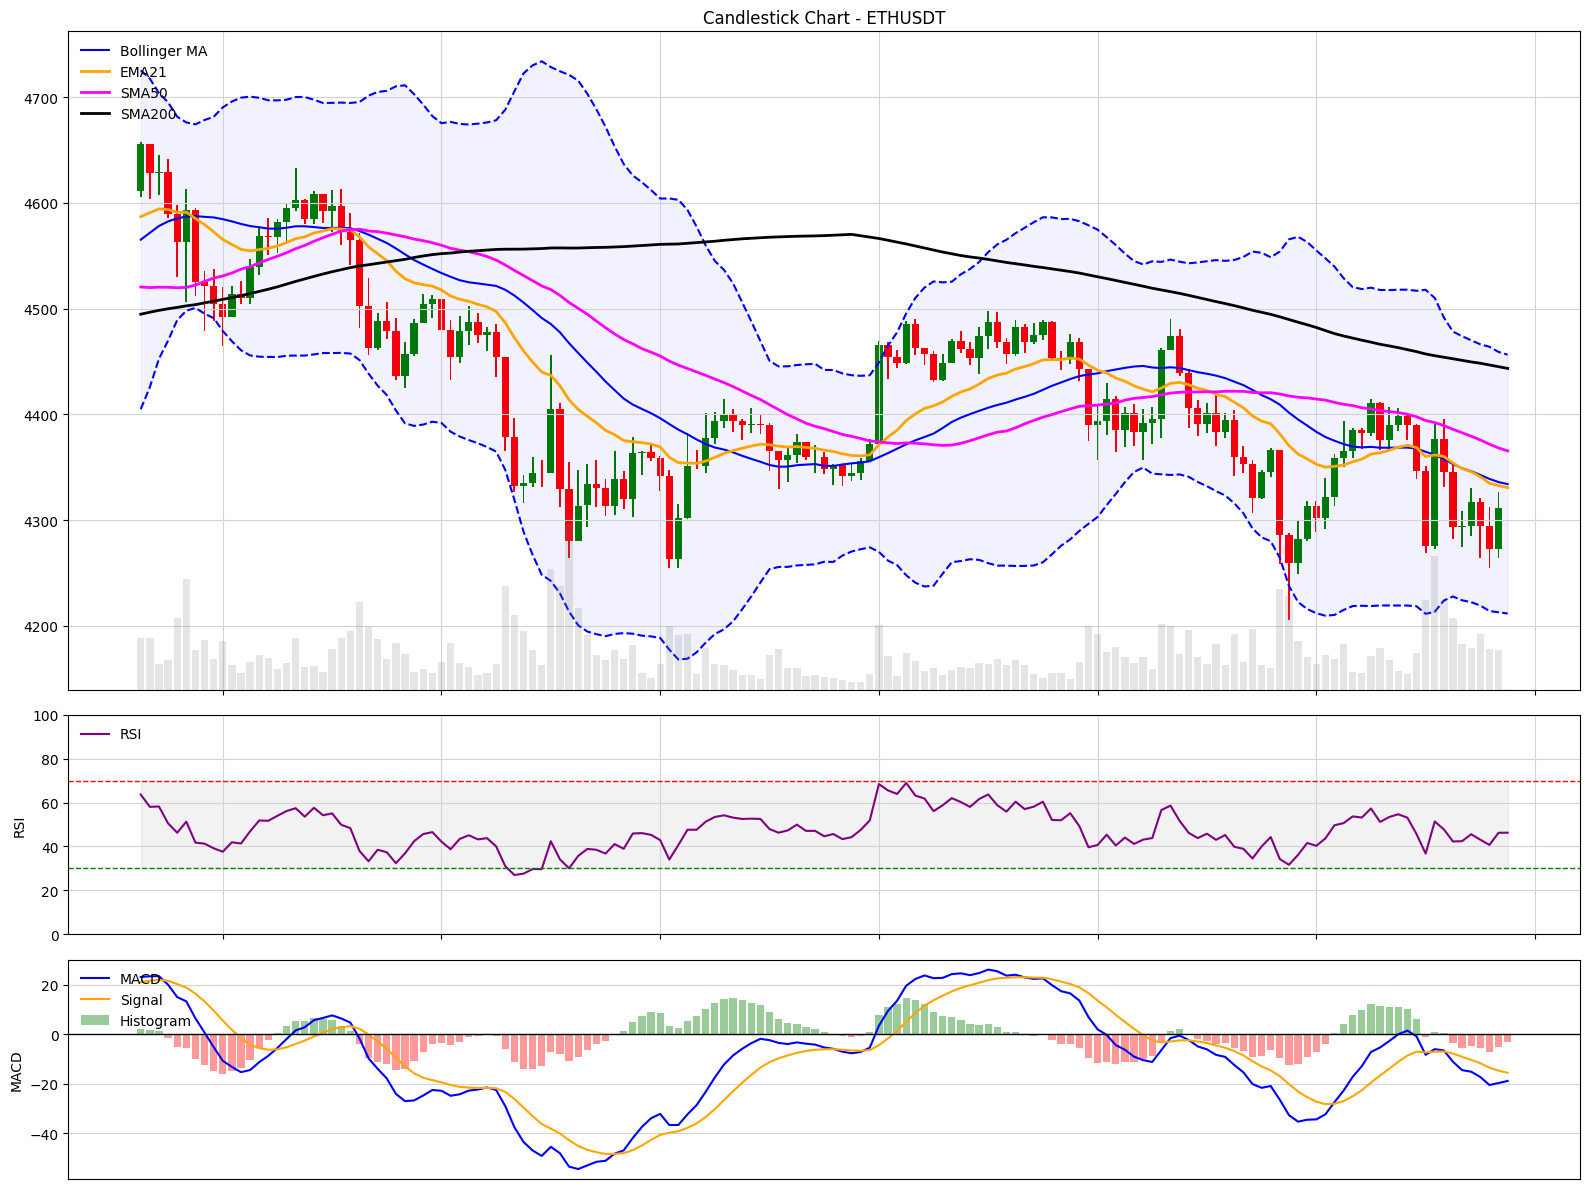 Candlestick Chart - ETHUSDT
Bollinger MA
EMA21
SMA50
SMA200
4700
4600
4500
4400
4300
4200
RSI
100
80
60
40
20
0
RSI
MACD
Signal
Histogram
20
0
−20
−40
MACD